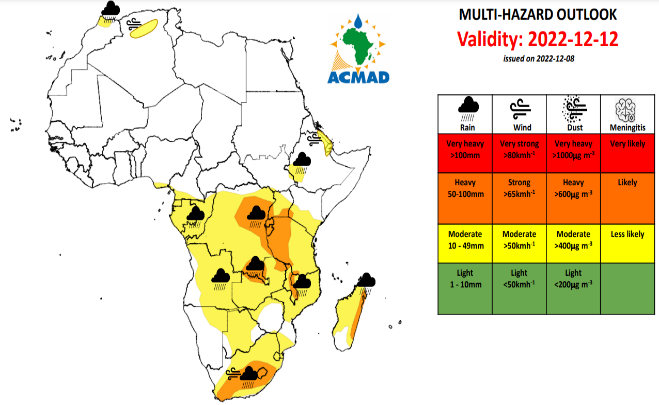 ACMAD
MULTI-HAZARD OUTLOOK
Validity: 2022-12-12
issued on 2022-12-08
Rain Wind Dust Meningitis
Very heavy >100mm Very strong >80kmh⁻¹ Very heavy >1000µg m⁻³ Very likely
Heavy 50-100mm Strong >65kmh⁻¹ Heavy >600µg m⁻³ Likely
Moderate 10 - 49mm Moderate >50kmh⁻¹ Moderate >400µg m⁻³ Less likely
Light 1 - 10mm Light <50kmh⁻¹ Light <200µg m⁻³